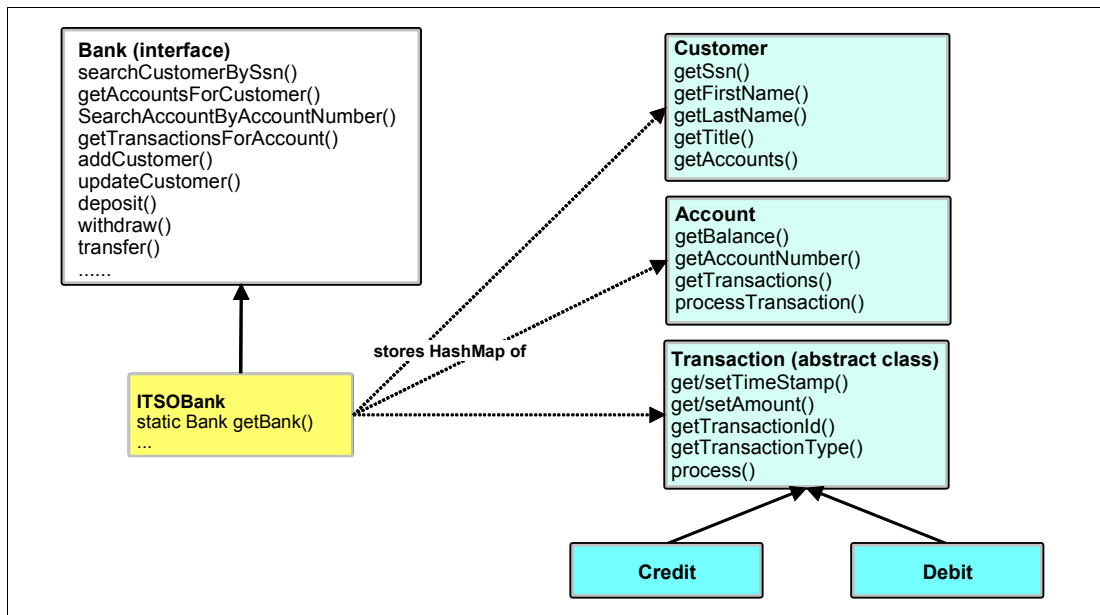 Bank (interface)
searchCustomerBySsn()
getAccountsForCustomer()
SearchAccountByAccountNumber()
getTransactionsForAccount()
addCustomer()
updateCustomer()
deposit()
withdraw()
transfer()
......
Customer
getSsn()
getFirstName()
getLastName()
getTitle()
getAccounts()
Account
getBalance()
getAccountNumber()
getTransactions()
processTransaction()
stores HashMap of
ITSOBank
static Bank getBank()
...
Transaction (abstract class)
get/setTimeStamp()
get/setAmount()
getTransactionId()
getTransactionType()
process()
Credit
Debit